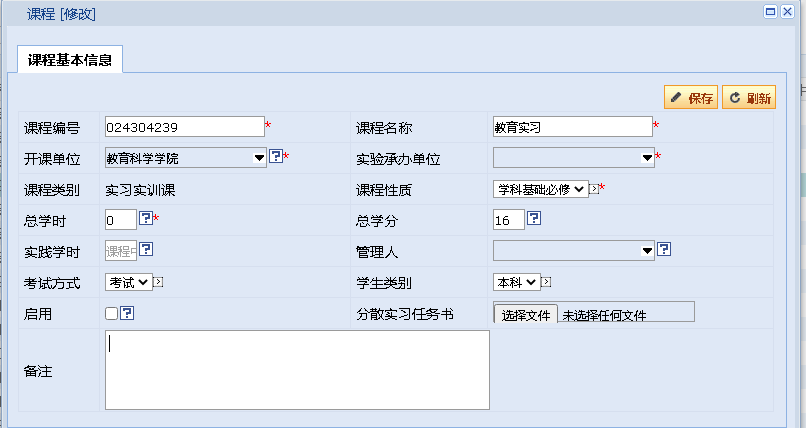 课程 [修改]
课程基本信息
保存 刷新
课程编号 024304239* 课程名称 教育实习*
开课单位 教育科学学院 ?* 实验承办单位 *
课程类别 实习实训课 课程性质 学科基础必修 *
总学时 0 ?* 总学分 16 ?
实践学时 ? 管理人 ?
考试方式 考试 学生类别 本科
启用 ? 分散实习任务书 选择文件 未选择任何文件
备注